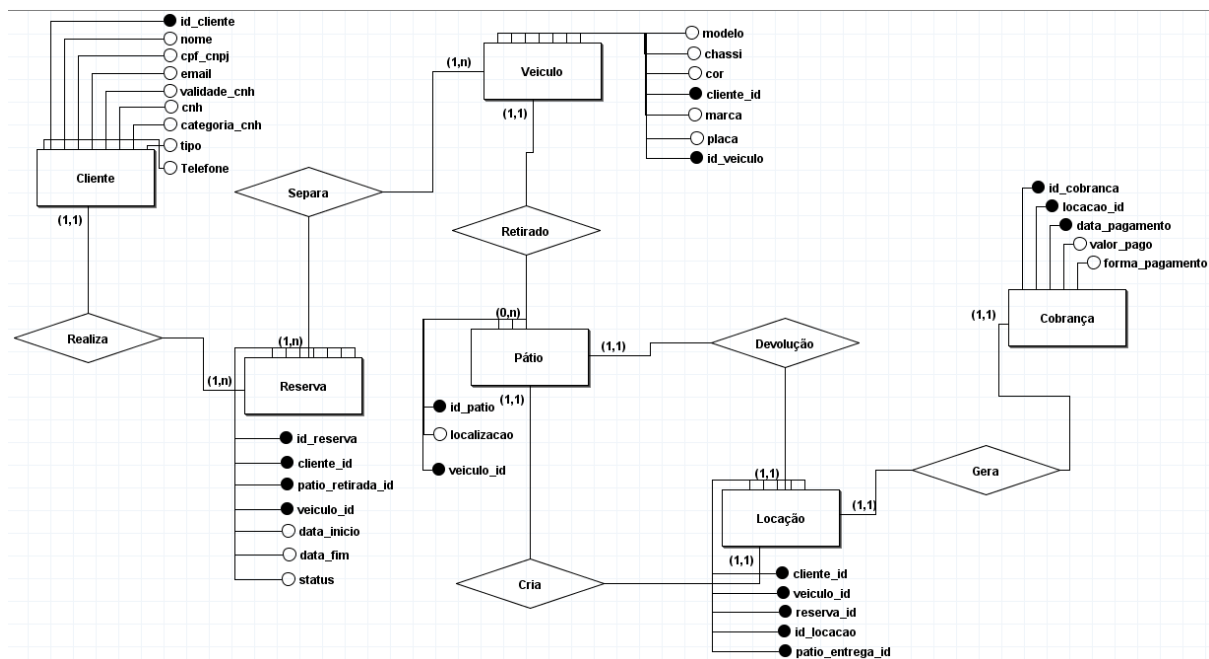 id_cliente
nome
cpf_cnpj
email
validade_cnh
cnh
categoria_cnh
tipo
Telefone
Cliente
(1,1)
Separa
(1,n)
Veiculo
(1,1)
modelo
chassi
cor
cliente_id
marca
placa
id_veiculo
Retirado
Realiza
(1,n)
(1,n)
Reserva
id_reserva
cliente_id
patio_retirada_id
veiculo_id
data_inicio
data_fim
status
(0,n)
Pátio
(1,1)
(1,1)
id_patio
localizacao
veiculo_id
Devolução
id_cobranca
locacao_id
data_pagamento
valor_pago
forma_pagamento
(1,1)
Cobrança
Gera
(1,1)
(1,1)
Locação
(1,1)
Cria
cliente_id
veiculo_id
reserva_id
id_locacao
patio_entrega_id